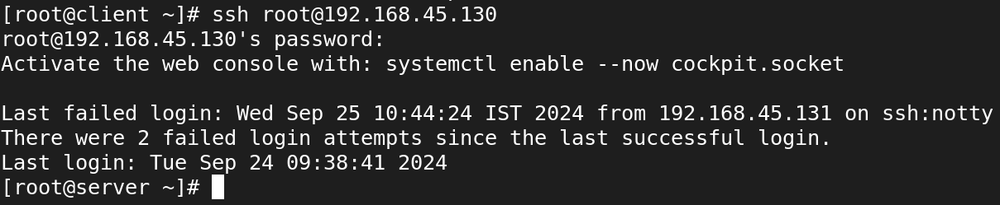 [root@client ~]# ssh root@192.168.45.130
root@192.168.45.130's password:
Activate the web console with: systemctl enable --now cockpit.socket

Last failed login: Wed Sep 25 10:44:24 IST 2024 from 192.168.45.131 on ssh:notty
There were 2 failed login attempts since the last successful login.
Last login: Tue Sep 24 09:38:41 2024
[root@server ~]#